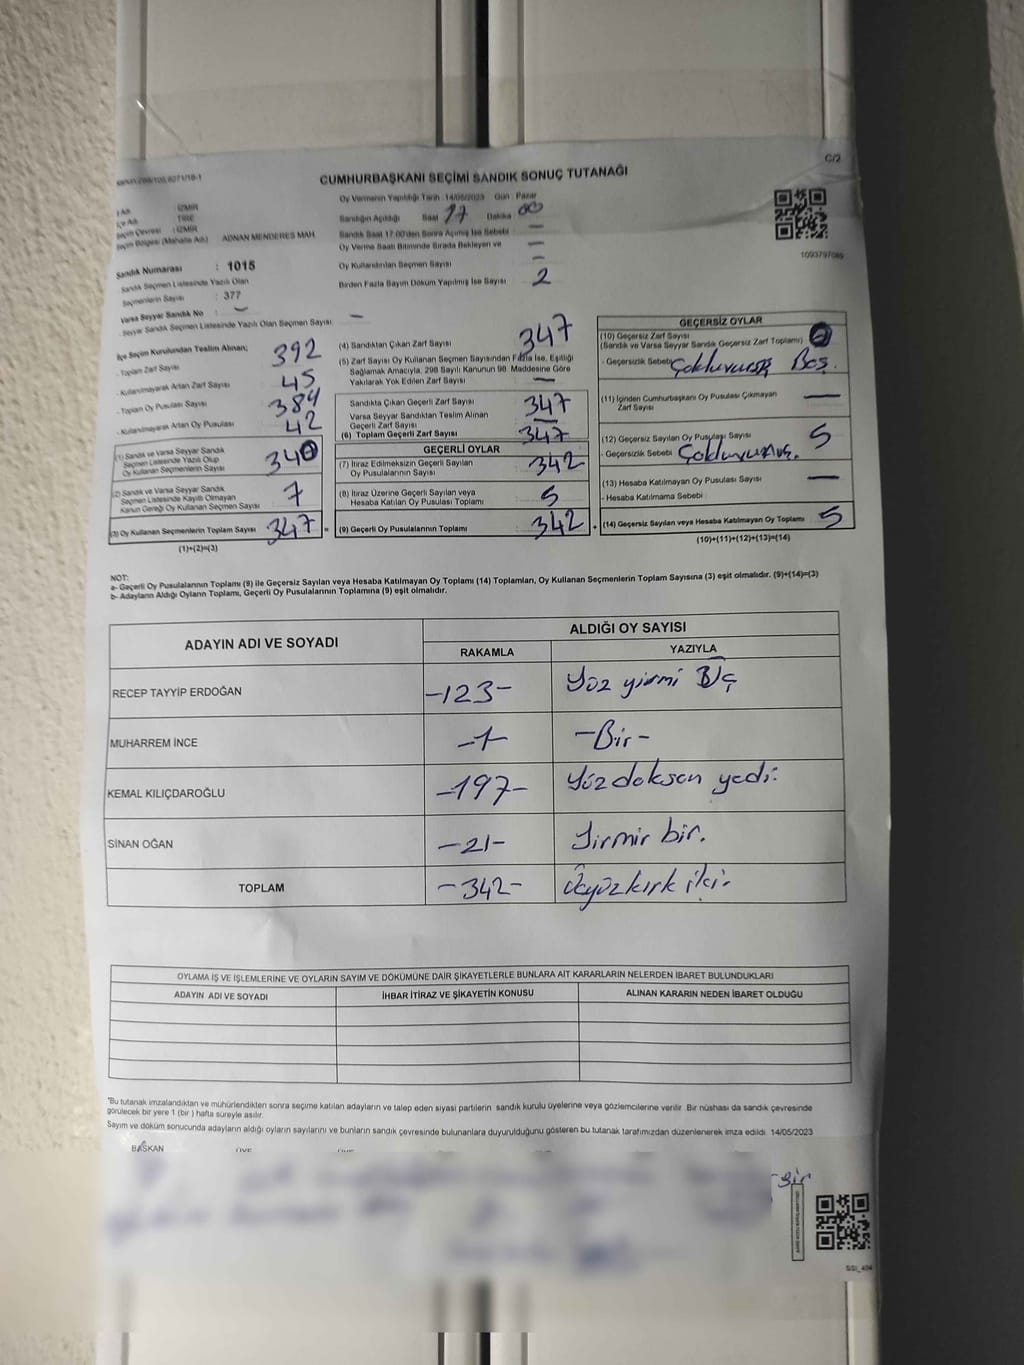 C/2
CUMHURBAŞKANI SEÇİMİ SANDIK SONUÇ TUTANAĞI
Oy Vermenin Yapıldığı Tarih 14/05/2023 Gün Pazar
: İZMİR
: TİRE
: İZMİR
Seçim Bölgesi (Mahalle Adı) ADNAN MENDERES MAH.
Sandığın Açıldığı Saat 17 Dakika 00
Sandık Saat 17.00'den Sonra Açılmış İse Sebebi —
Oy Verme Saati Bitiminde Sırada Bekleyen ve —
Oy Kullandırılan Seçmen Sayısı -
Birden Fazla Sayım Döküm Yapılmış İse Sayısı 2
1093797089
Sandık Numarası : 1015
Sandık Seçmen Listesinde Yazılı Olan
Seçmenlerin Sayısı : 377
Varsa Seyyar Sandık No : –
Seyyar Sandık Seçmen Listesinde Yazılı Olan Seçmen Sayısı : –
İlçe Seçim Kurulundan Teslim Alınan;
- Toplam Zarf Sayısı 392
- Kullanılmayarak Artan Zarf Sayısı 45
- Toplam Oy Pusulası Sayısı 384
- Kullanılmayarak Artan Oy Pusulası 42
(1) Sandık ve Varsa Seyyar Sandık
Seçmen Listesinde Yazılı Olup
Oy Kullanan Seçmenlerin Sayısı 340
(2) Sandık ve Varsa Seyyar Sandık
Seçmen Listesinde Kayıtlı Olmayan
Kanun Gereği Oy Kullanan Seçmen Sayısı 7
(3) Oy Kullanan Seçmenlerin Toplam Sayısı 347 =
(1)+(2)=(3)
(4) Sandıktan Çıkan Zarf Sayısı 347
(5) Zarf Sayısı Oy Kullanan Seçmen Sayısından Fazla İse, Eşitliği
Sağlamak Amacıyla, 298 Sayılı Kanunun 98. Maddesine Göre
Yakılarak Yok Edilen Zarf Sayısı —
Sandıkta Çıkan Geçerli Zarf Sayısı 347
Varsa Seyyar Sandıktan Teslim Alınan
Geçerli Zarf Sayısı —
(6) Toplam Geçerli Zarf Sayısı 347
GEÇERLİ OYLAR
(7) İtiraz Edilmeksizin Geçerli Sayılan
Oy Pusulalarının Sayısı 342
(8) İtiraz Üzerine Geçerli Sayılan veya
Hesaba Katılan Oy Pusulası Toplamı 5
(9) Geçerli Oy Pusulalarının Toplamı 342 +
GEÇERSİZ OYLAR
(10) Geçersiz Zarf Sayısı
(Sandık ve Varsa Seyyar Sandık Geçersiz Zarf Toplamı)
- Geçersizlik Sebebi Boş.
(11) İçinden Cumhurbaşkanı Oy Pusulası Çıkmayan
Zarf Sayısı —
(12) Geçersiz Sayılan Oy Pusulası Sayısı 5
- Geçersizlik Sebebi
(13) Hesaba Katılmayan Oy Pusulası Sayısı —
- Hesaba Katılmama Sebebi
(14) Geçersiz Sayılan veya Hesaba Katılmayan Oy Toplamı 5
(10)+(11)+(12)+(13)=(14)
NOT:
a- Geçerli Oy Pusulalarının Toplamı (9) ile Geçersiz Sayılan veya Hesaba Katılmayan Oy Toplamı (14) Toplamları, Oy Kullanan Seçmenlerin Toplam Sayısına (3) eşit olmalıdır. (9)+(14)=(3)
b- Adayların Aldığı Oyların Toplamı, Geçerli Oy Pusulalarının Toplamına (9) eşit olmalıdır.
ADAYIN ADI VE SOYADI ALDIĞI OY SAYISI
RAKAMLA YAZIYLA
RECEP TAYYİP ERDOĞAN -123- Yüz yirmi Üç
MUHARREM İNCE -1- -Bir-
KEMAL KILIÇDAROĞLU -197- Yüz doksan yedi.
SİNAN OĞAN -21- Yirmir bir.
TOPLAM -342- Üçyüz kırk iki-
OYLAMA İŞ VE İŞLEMLERİNE VE OYLARIN SAYIM VE DÖKÜMÜNE DAİR ŞİKAYETLERLE BUNLARA AİT KARARLARIN NELERDEN İBARET BULUNDUKLARI
ADAYIN ADI VE SOYADI İHBAR İTİRAZ VE ŞİKAYETİN KONUSU ALINAN KARARIN NEDEN İBARET OLDUĞU
"Bu tutanak imzalandıktan ve mühürlendikten sonra seçime katılan adayların ve talep eden siyasi partilerin sandık kurulu üyelerine veya gözlemcilerine verilir. Bir nüshası da sandık çevresinde
görülecek bir yere 1 (bir) hafta süreyle asılır.
Sayım ve döküm sonucunda adayların aldığı oyların sayılarını ve bunların sandık çevresinde bulunanlara duyurulduğunu gösteren bu tutanak tarafımızdan düzenlenerek imza edildi. 14/05/2023
BAŞKAN ÜYE ÜYE